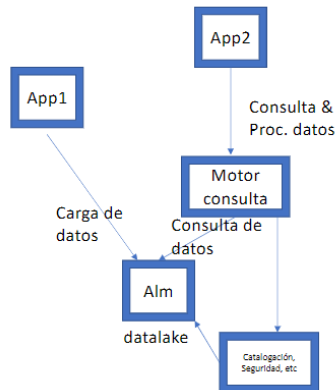 App2
App1
Consulta &
Proc. datos
Motor
consulta
Carga de
datos
Consulta de
datos
Alm
datalake
Catalogación,
Seguridad, etc